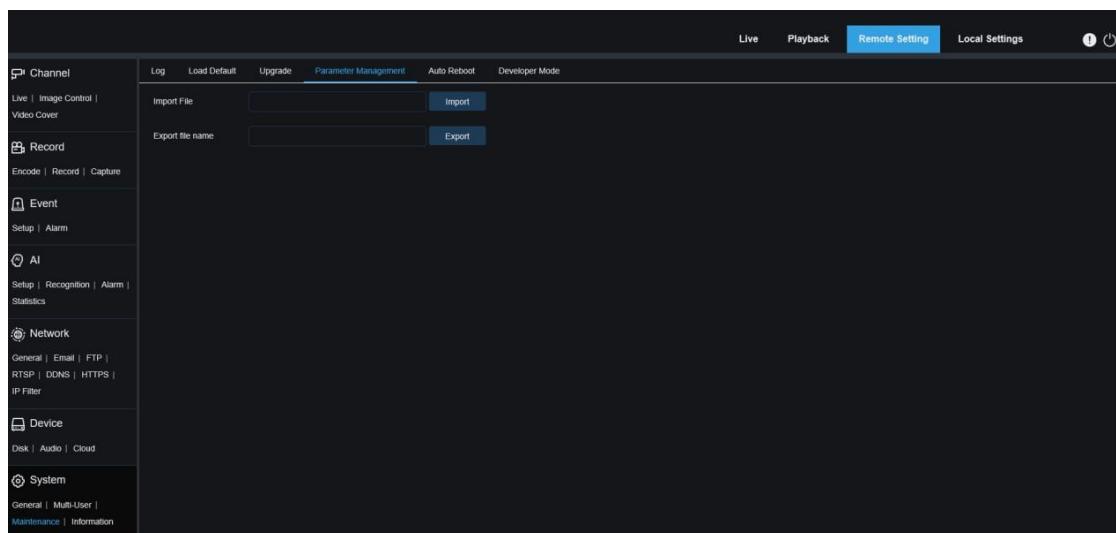 Live Playback Remote Setting Local Settings
Channel
Live | Image Control |
Video Cover
Record
Encode | Record | Capture
Event
Setup | Alarm
AI
Setup | Recognition | Alarm |
Statistics
Network
General | Email | FTP |
RTSP | DDNS | HTTPS |
IP Filter
Device
Disk | Audio | Cloud
System
General | Multi-User |
Maintenance | Information
Log Load Default Upgrade Parameter Management Auto Reboot Developer Mode
Import File Import
Export file name Export